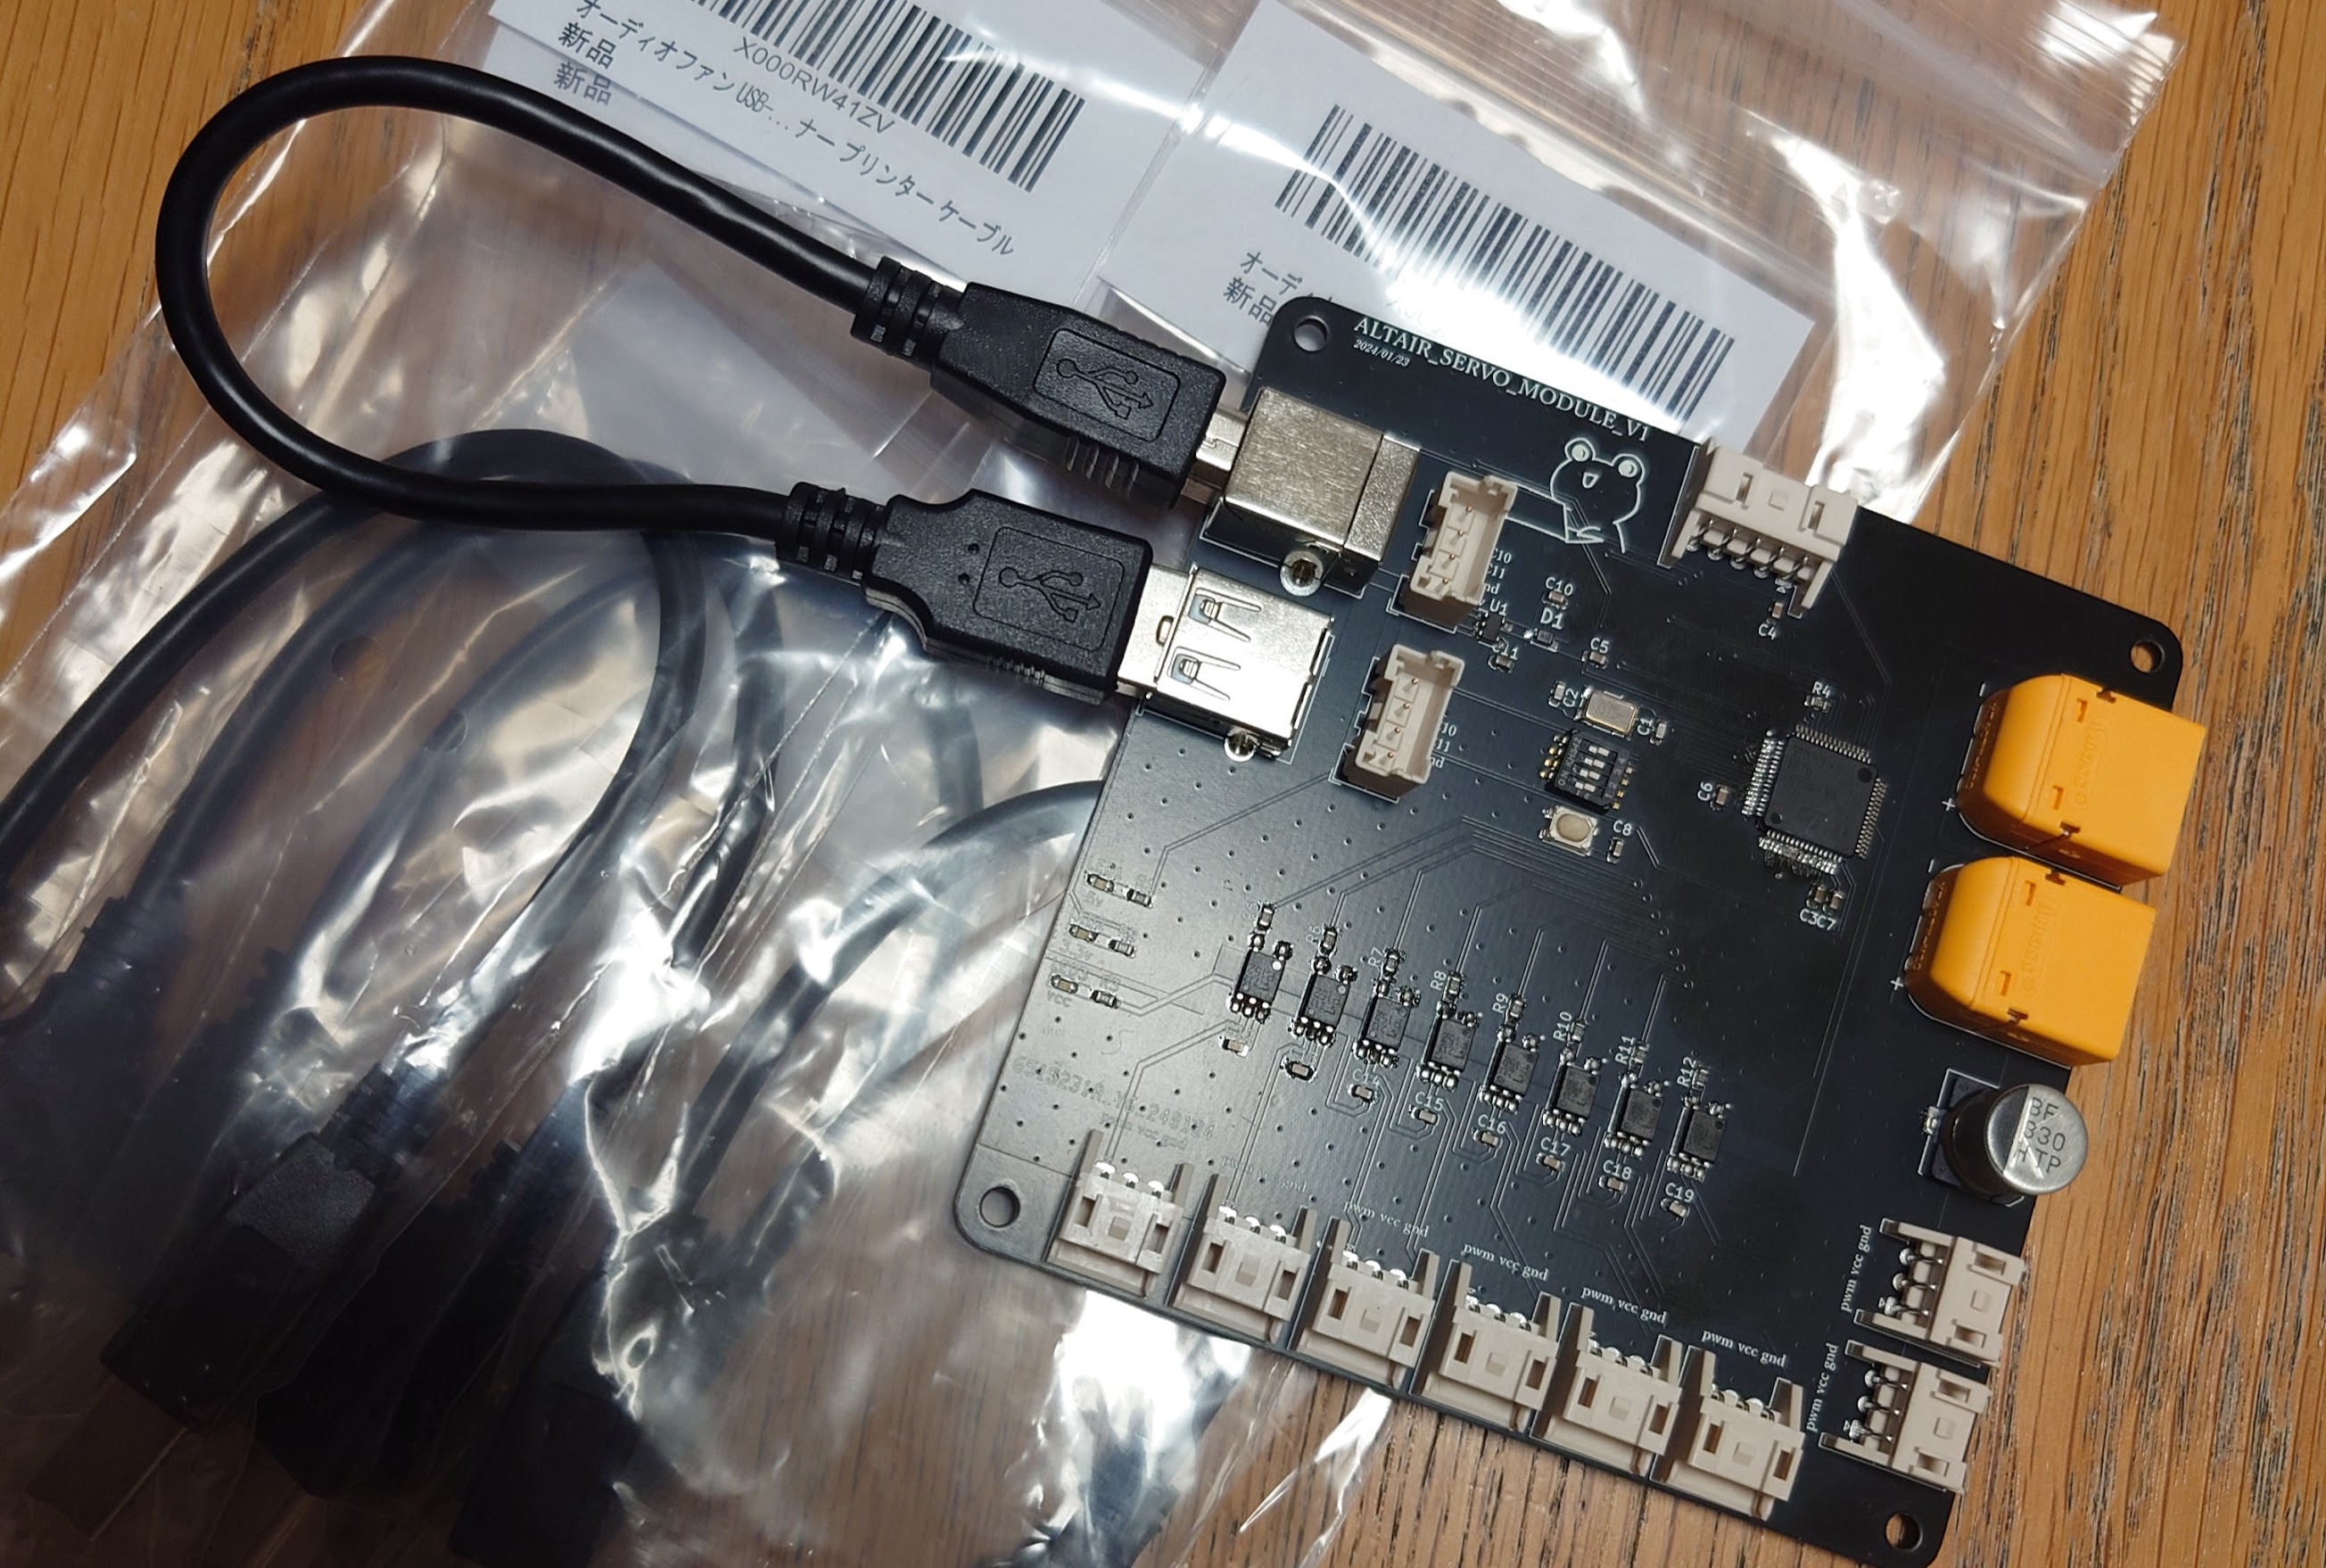 オーディオファン USB-... ナー プリンターケーブル
新品
新品
X000RW41ZV
オーディ
新品
ALTAIR_SERVO_MODULE_V1
2024/01/23
C10
D1
C5
C4
U1
R4
C2
C1
C6
C8
C3C7
+
+
5V
3.3v
vcc
R6
R7
R8
R9
R10
R11
R12
C15
C16
C17
C18
C19
BF
330
pwm vcc gnd
pwm vcc gnd
pwm vcc gnd
pwm vcc gnd
pwm vcc gnd
pwm vcc gnd
pwm vcc gnd